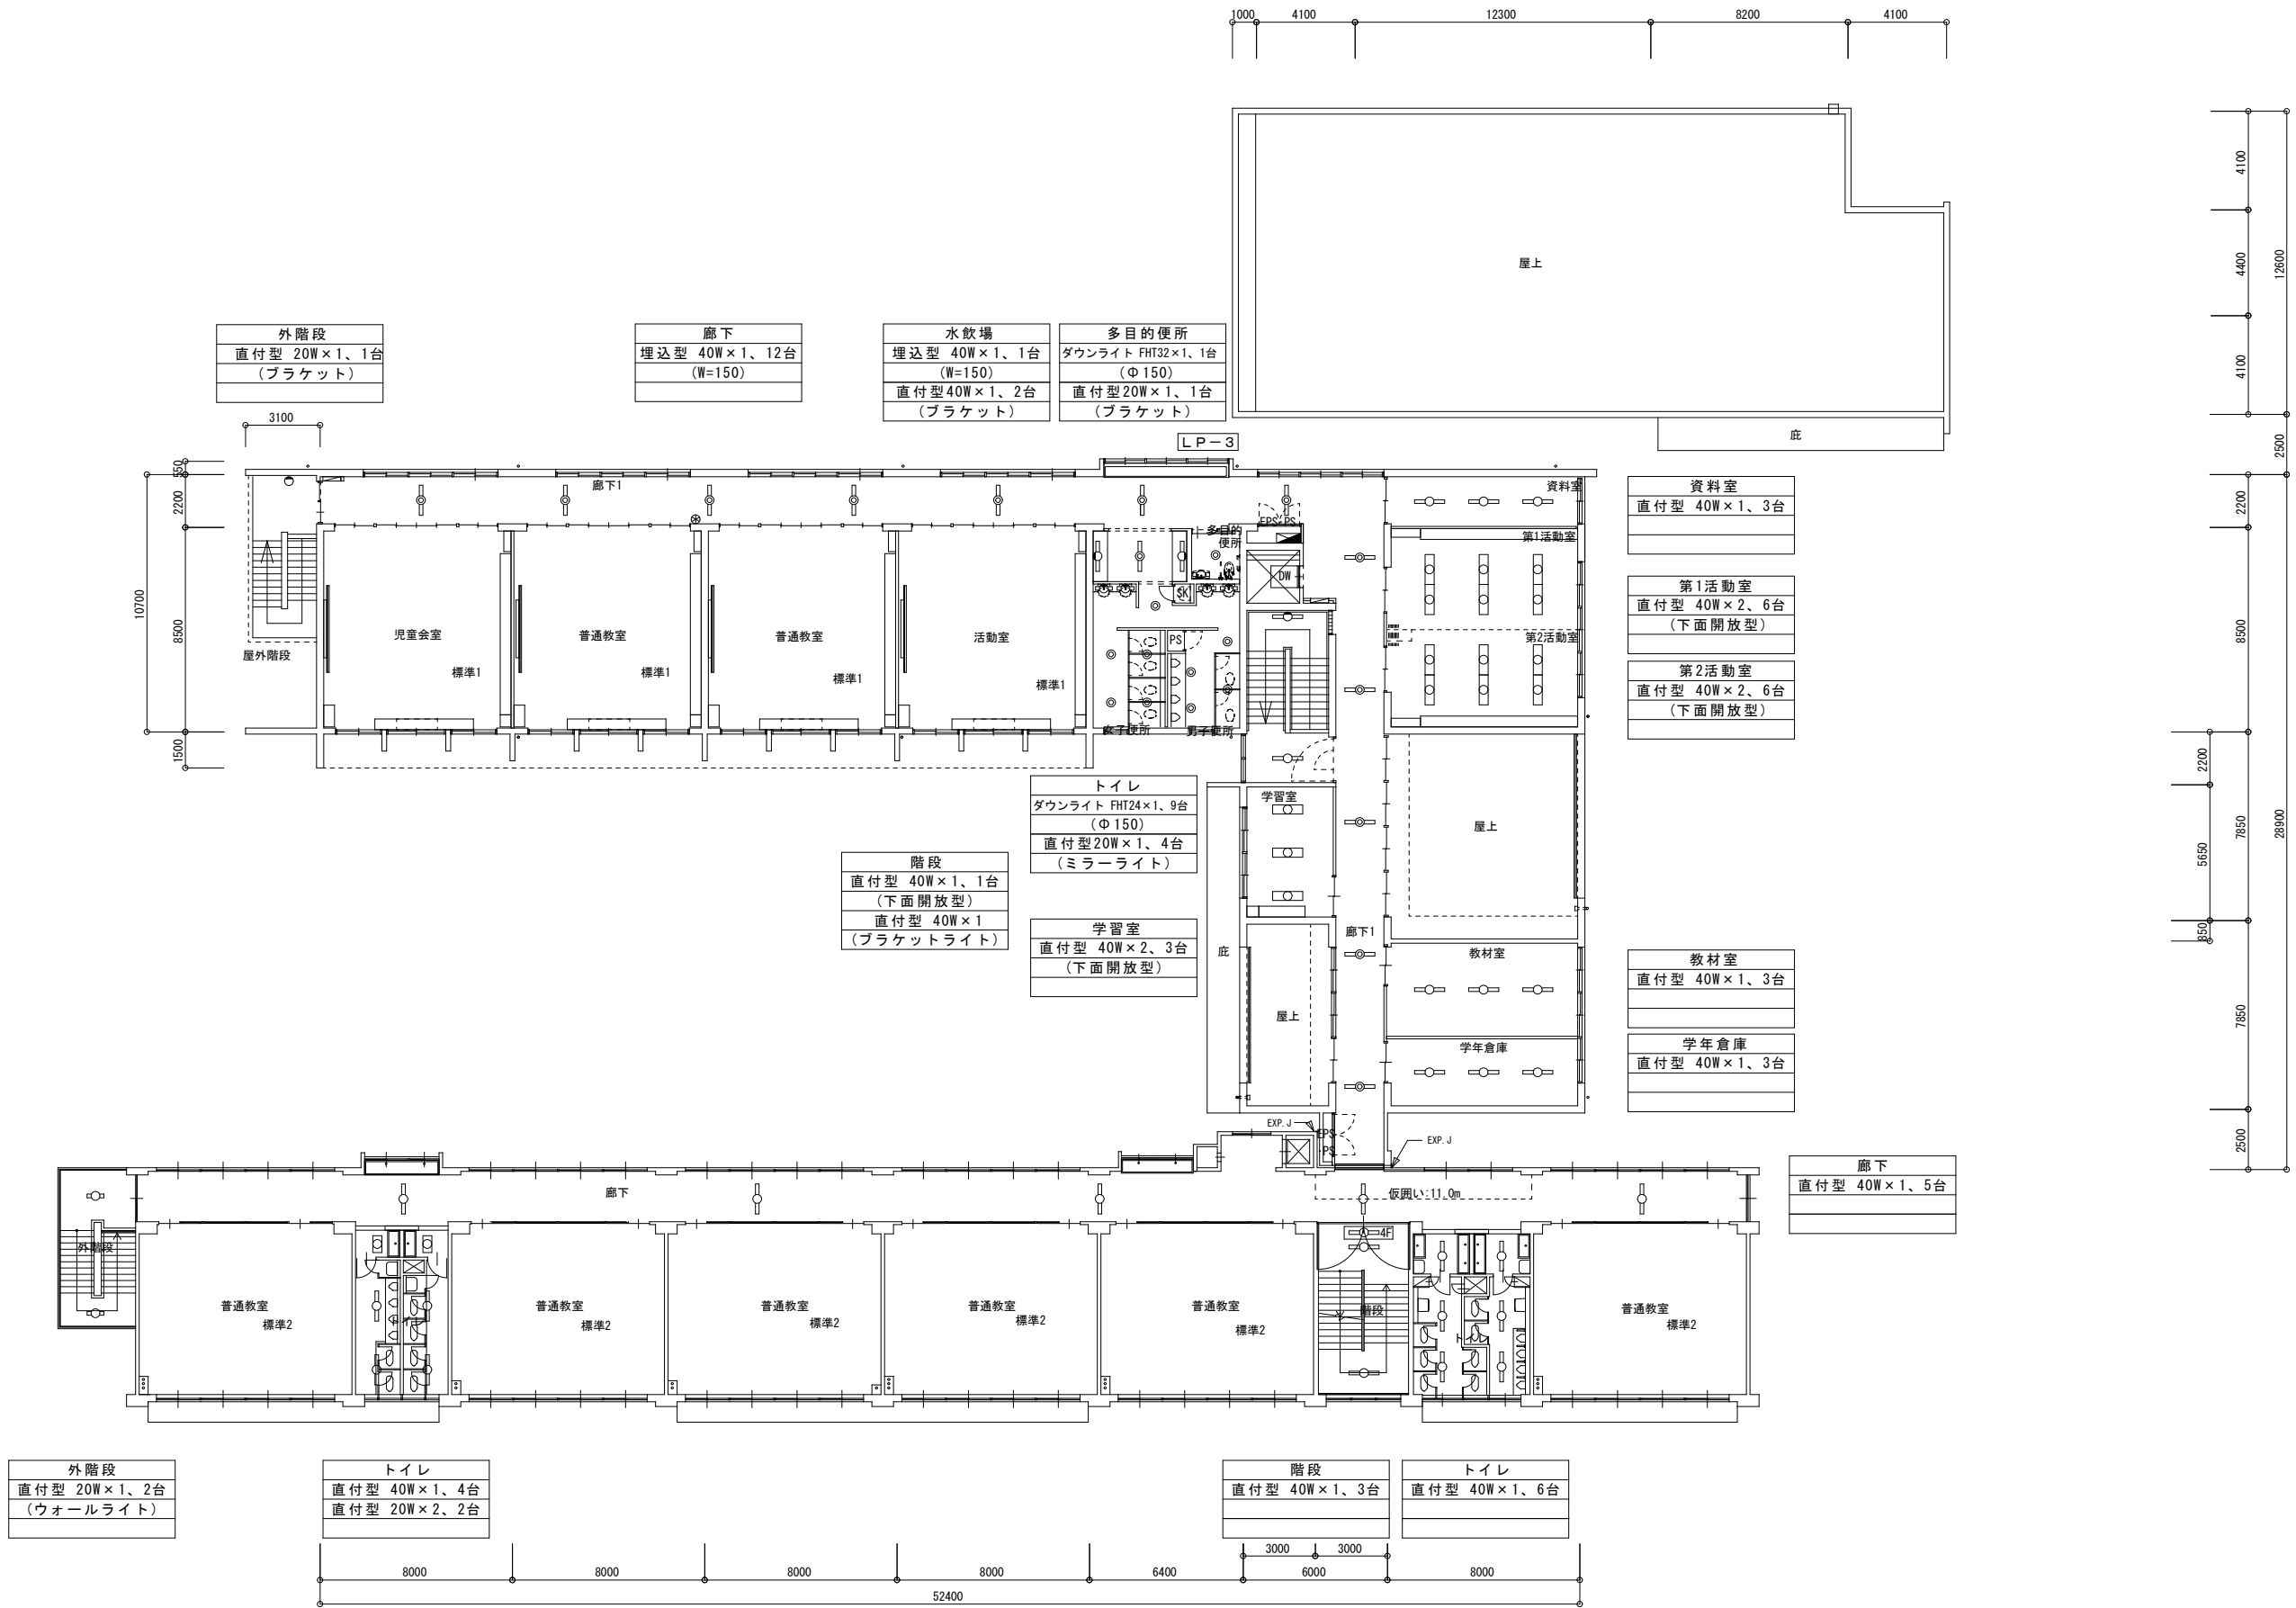 1000
4100
12300
8200
4100
4100
4400
4100
12600
2500
屋上
庇
外階段
直付型 20W×1、1台
(ブラケット)
廊下
埋込型 40W×1、12台
(W=150)
水飲場
埋込型 40W×1、1台
(W=150)
直付型40W×1、2台
(ブラケット)
多目的便所
ダウンライト FHT32×1、1台
(Φ150)
直付型20W×1、1台
(ブラケット)
LP-3
3100
550
2200
8500
1500
10700
廊下1
屋外階段
児童会室
標準1
普通教室
標準1
普通教室
標準1
活動室
標準1
多目的
便所
EPS・PS
DW
SK
PS
女子便所
男子便所
資料室
第1活動室
第2活動室
資料室
直付型 40W×1、3台
第1活動室
直付型 40W×2、6台
(下面開放型)
第2活動室
直付型 40W×2、6台
(下面開放型)
2200
8500
2200
5650
850
7850
7850
2500
28900
トイレ
ダウンライト FHT24×1、9台
(Φ150)
直付型20W×1、4台
(ミラーライト)
階段
直付型 40W×1、1台
(下面開放型)
直付型 40W×1
(ブラケットライト)
学習室
直付型 40W×2、3台
(下面開放型)
学習室
屋上
廊下1
庇
屋上
教材室
学年倉庫
教材室
直付型 40W×1、3台
学年倉庫
直付型 40W×1、3台
EXP.J
EPS
・PS
EXP.J
廊下
仮囲い:11.0m
廊下
直付型 40W×1、5台
外階段
普通教室
標準2
普通教室
標準2
普通教室
標準2
普通教室
標準2
普通教室
標準2
4F
階段
普通教室
標準2
外階段
直付型 20W×1、2台
(ウォールライト)
トイレ
直付型 40W×1、4台
直付型 20W×2、2台
階段
直付型 40W×1、3台
トイレ
直付型 40W×1、6台
3000
3000
8000
8000
8000
8000
6400
6000
8000
52400